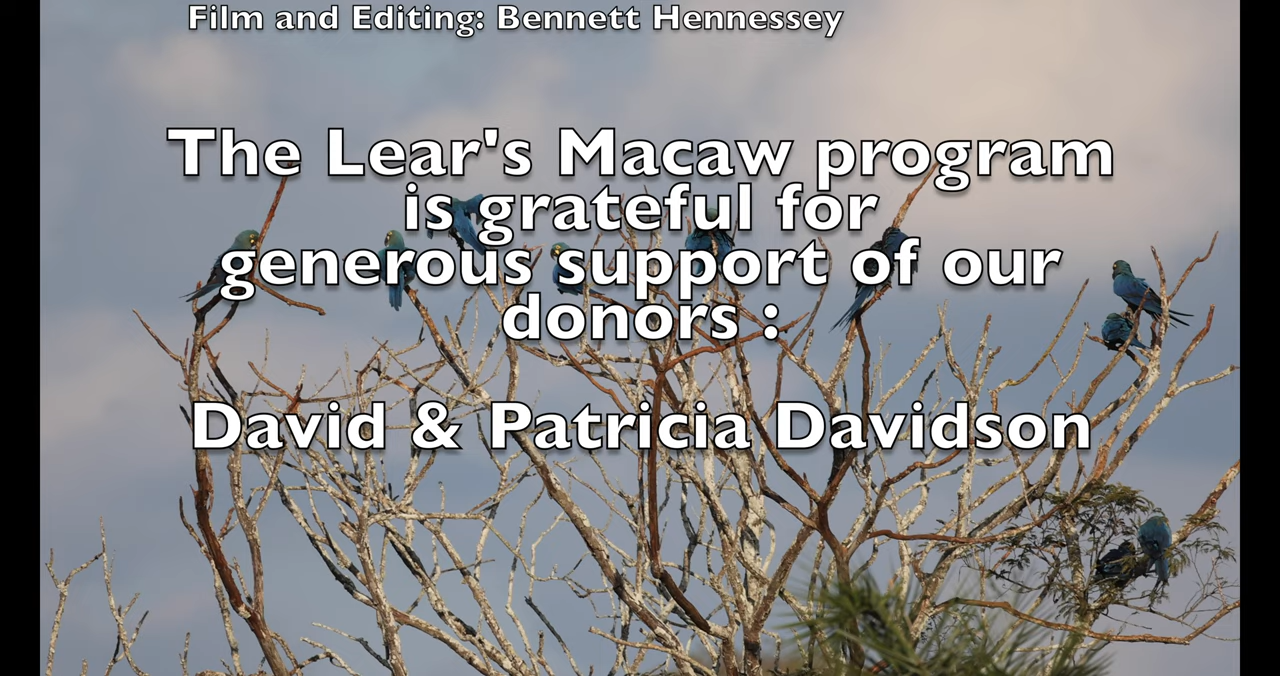 Film and Editing: Bennett Hennessey
The Lear's Macaw program
is grateful for
generous support of our
donors :
David & Patricia Davidson